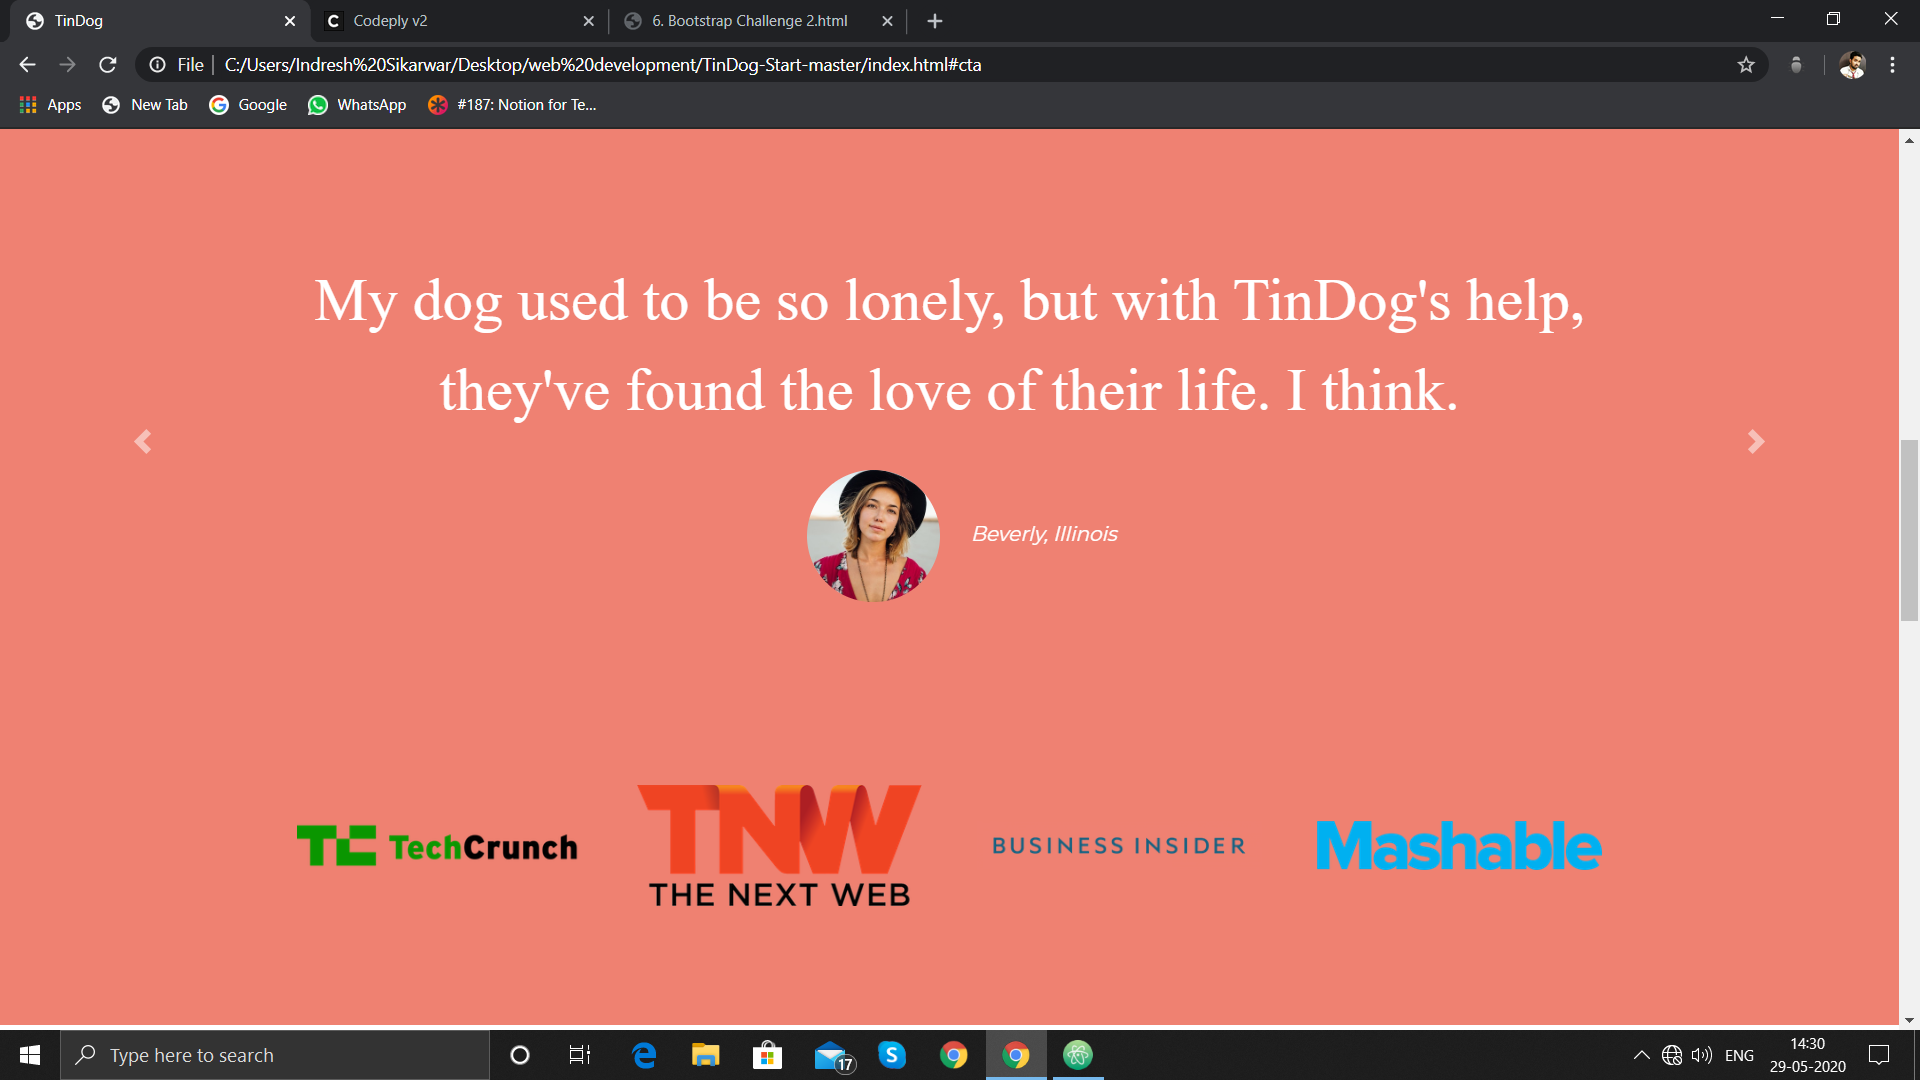 TinDog
Codeply v2
6. Bootstrap Challenge 2.html
File
C:/Users/Indresh%20Sikarwar/Desktop/web%20development/TinDog-Start-master/index.html#cta
Apps
New Tab
Google
WhatsApp
#187: Notion for Te...
My dog used to be so lonely, but with TinDog's help,
they've found the love of their life. I think.
Beverly, Illinois
TC TechCrunch
TNW
THE NEXT WEB
BUSINESS INSIDER
Mashable
Type here to search
17
ENG
14:30
29-05-2020